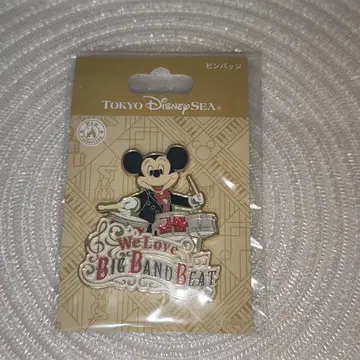 ピンバッジ
TOKYO DISNEYSEA®
We Love
BIG BAND BEAT